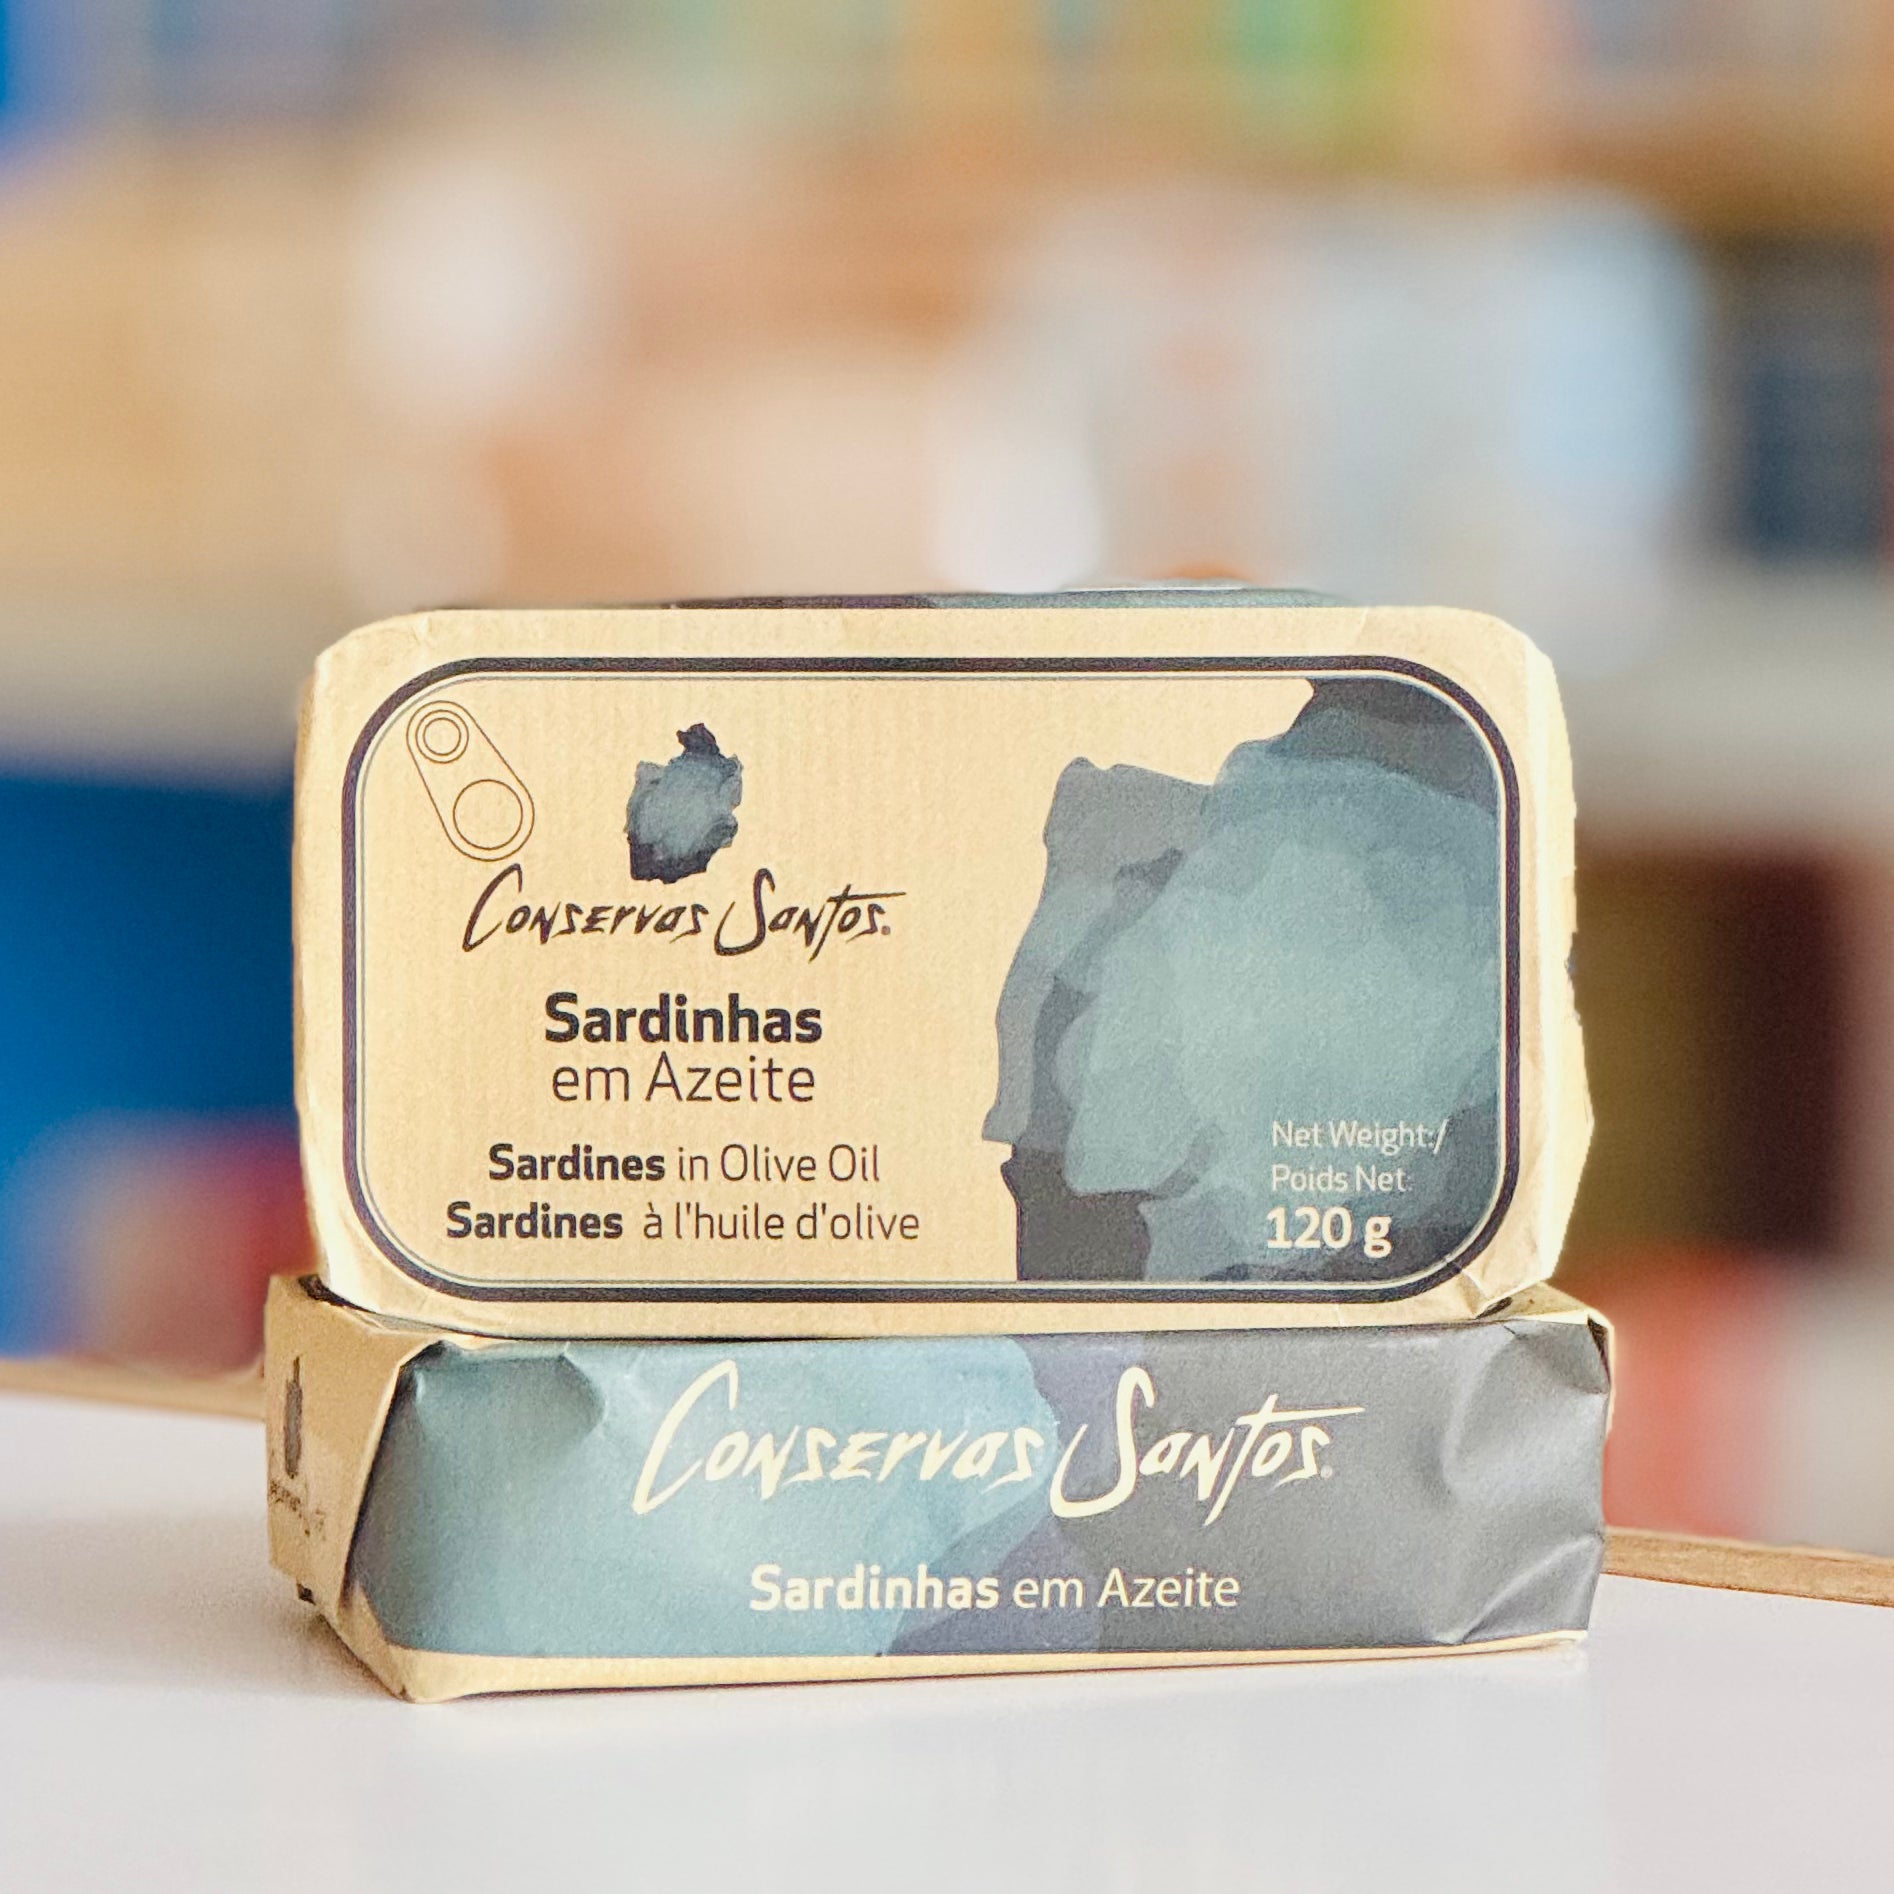 Conservas Santos®
Sardinhas
em Azeite
Sardines in Olive Oil
Sardines à l'huile d'olive
Net Weight:/
Poids Net:
120 g
Conservas Santos®
Sardinhas em Azeite